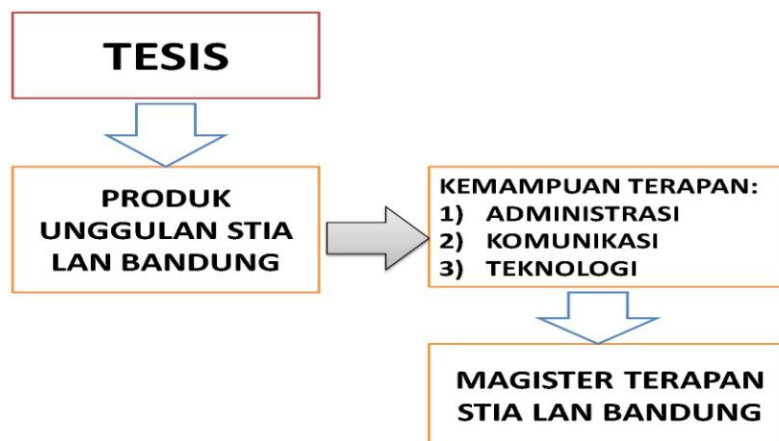 TESIS
PRODUK
UNGGULAN STIA
LAN BANDUNG
KEMAMPUAN TERAPAN:
1) ADMINISTRASI
2) KOMUNIKASI
3) TEKNOLOGI
MAGISTER TERAPAN
STIA LAN BANDUNG